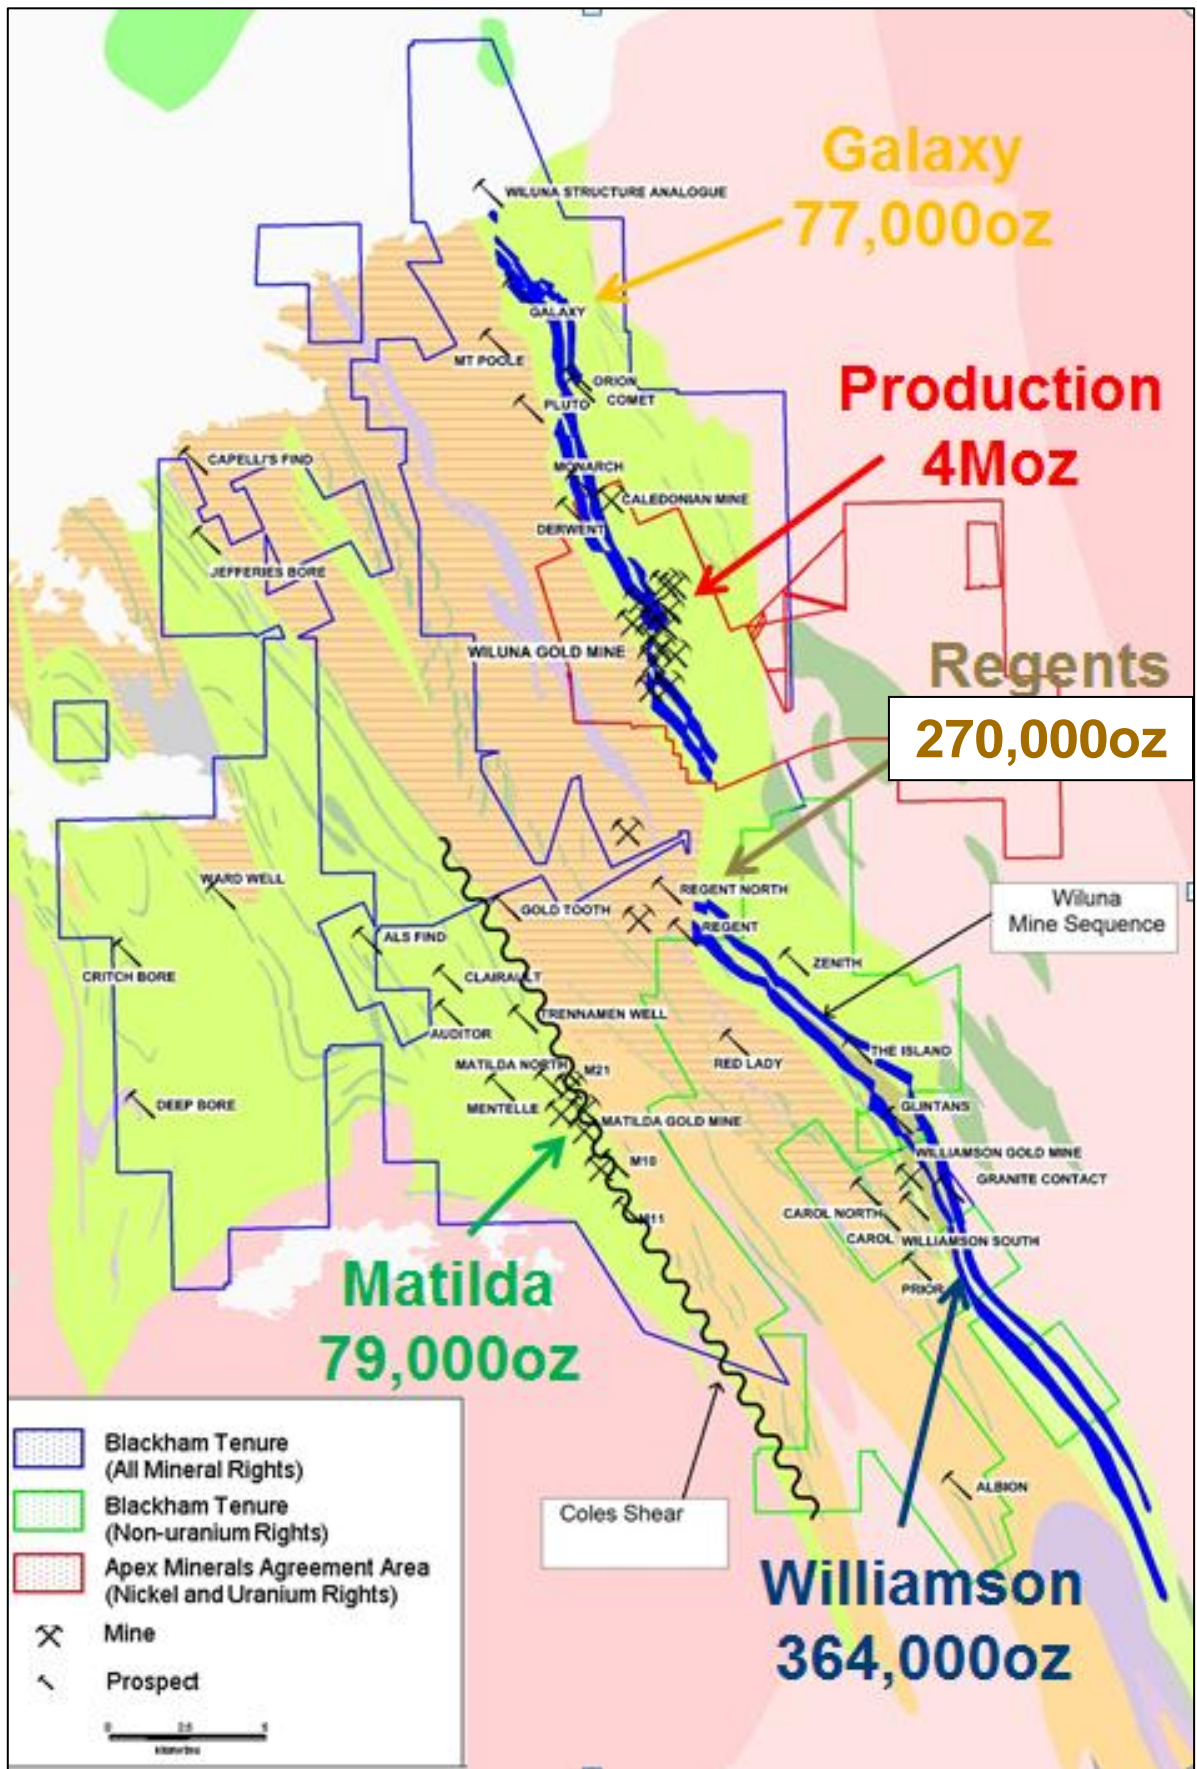 Galaxy
77,000oz
WILUNA STRUCTURE ANALOGUE
GALAXY
MT POOLE
ORION
COMET
PLUTO
Production
4Moz
CAPELLI'S FIND
MONARCH
CALEDONIAN MINE
DERWENT
JEFFERIES BORE
WILUNA GOLD MINE
Regents
270,000oz
WARD WELL
REGENT NORTH
GOLD TOOTH
REGENT
Wiluna
Mine Sequence
ALS FIND
ZENITH
CRITCH BORE
CLAIRAULT
TRENNAMEN WELL
AUDITOR
THE ISLAND
RED LADY
MATILDA NORTH
M21
DEEP BORE
MENTELLE
GLINTANS
MATILDA GOLD MINE
WILLIAMSON GOLD MINE
M10
GRANITE CONTACT
CAROL NORTH
M11
CAROL
WILLIAMSON SOUTH
PRIOR
Matilda
79,000oz
ALBION
Coles Shear
Williamson
364,000oz
Blackham Tenure
(All Mineral Rights)
Blackham Tenure
(Non-uranium Rights)
Apex Minerals Agreement Area
(Nickel and Uranium Rights)
Mine
Prospect
0 2.5 5
kilometres